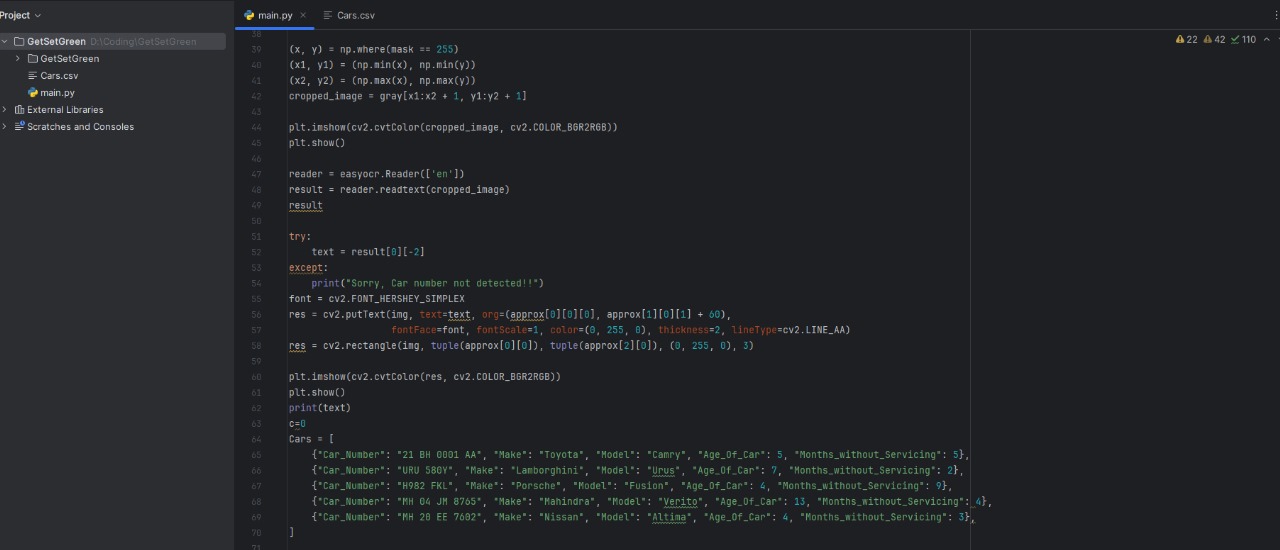 Project
main.py
Cars.csv
GetSetGreen D:\Coding\GetSetGreen
GetSetGreen
Cars.csv
main.py
External Libraries
Scratches and Consoles
22 42 110
38
39 (x, y) = np.where(mask == 255)
40 (x1, y1) = (np.min(x), np.min(y))
41 (x2, y2) = (np.max(x), np.max(y))
42 cropped_image = gray[x1:x2 + 1, y1:y2 + 1]
43
44 plt.imshow(cv2.cvtColor(cropped_image, cv2.COLOR_BGR2RGB))
45 plt.show()
46
47 reader = easyocr.Reader(['en'])
48 result = reader.readtext(cropped_image)
49 result
50
51 try:
52 text = result[0][-2]
53 except:
54 print("Sorry, Car number not detected!!")
55 font = cv2.FONT_HERSHEY_SIMPLEX
56 res = cv2.putText(img, text=text, org=(approx[0][0][0], approx[1][0][1] + 60),
57 fontFace=font, fontScale=1, color=(0, 255, 0), thickness=2, lineType=cv2.LINE_AA)
58 res = cv2.rectangle(img, tuple(approx[0][0]), tuple(approx[2][0]), (0, 255, 0), 3)
59
60 plt.imshow(cv2.cvtColor(res, cv2.COLOR_BGR2RGB))
61 plt.show()
62 print(text)
63 c=0
64 Cars = [
65 {"Car_Number": "21 BH 0001 AA", "Make": "Toyota", "Model": "Camry", "Age_Of_Car": 5, "Months_without_Servicing": 5},
66 {"Car_Number": "URU 580Y", "Make": "Lamborghini", "Model": "Urus", "Age_Of_Car": 7, "Months_without_Servicing": 2},
67 {"Car_Number": "H982 FKL", "Make": "Porsche", "Model": "Fusion", "Age_Of_Car": 4, "Months_without_Servicing": 9},
68 {"Car_Number": "MH 04 JM 8765", "Make": "Mahindra", "Model": "Verito", "Age_Of_Car": 13, "Months_without_Servicing": 4},
69 {"Car_Number": "MH 20 EE 7602", "Make": "Nissan", "Model": "Altima", "Age_Of_Car": 4, "Months_without_Servicing": 3},
70 ]
71